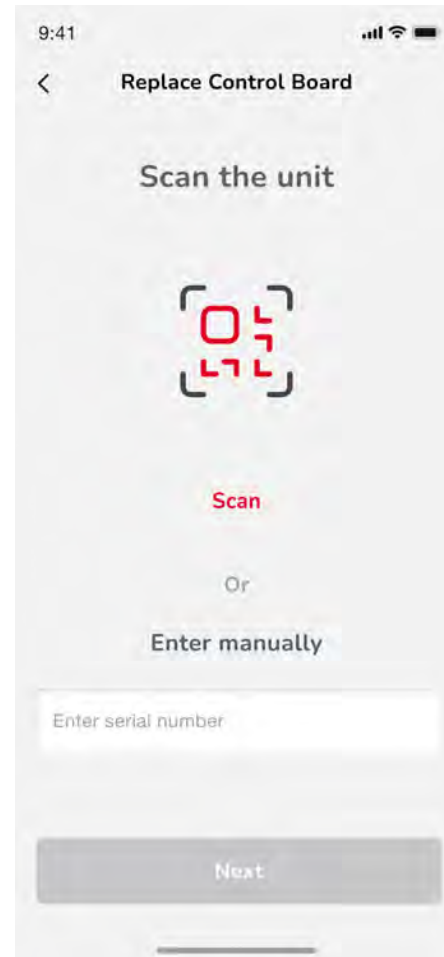 9:41
Replace Control Board
Scan the unit
Scan
Or
Enter manually
Enter serial number
Next